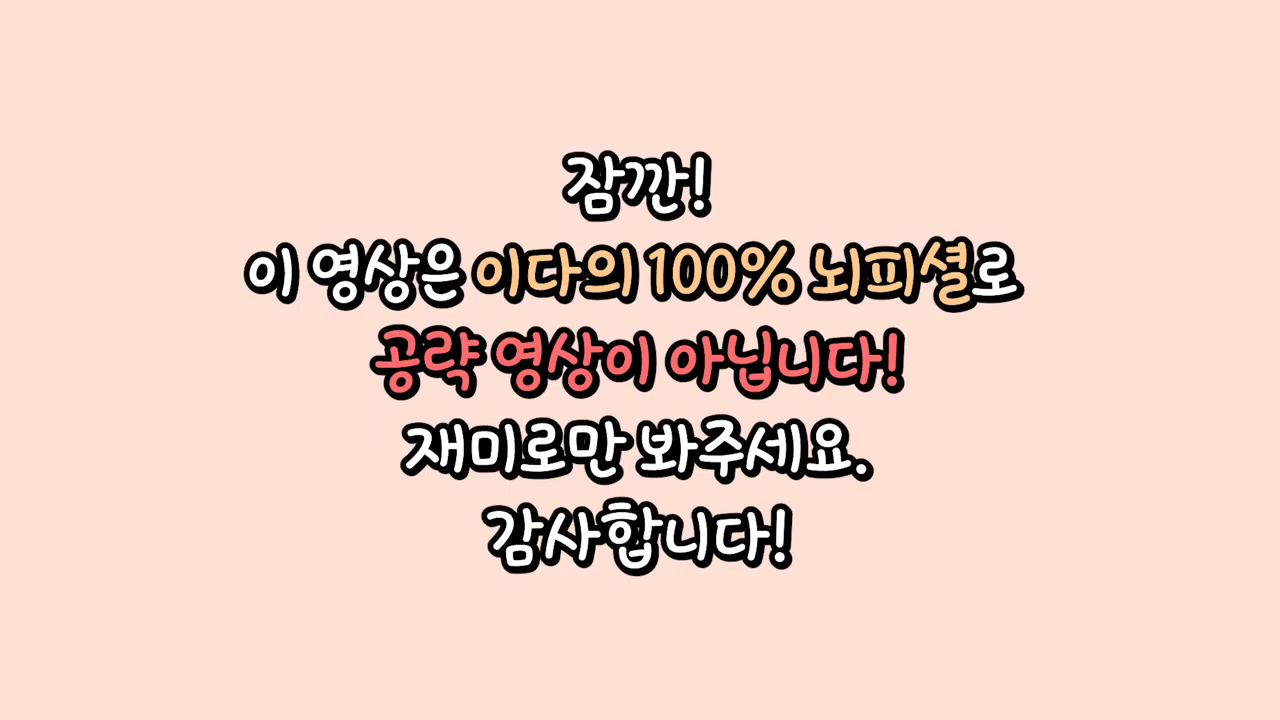 잠깐!
이 영상은 이다의 100% 뇌피셜로
공략 영상이 아닙니다!
재미로만 봐주세요.
감사합니다!